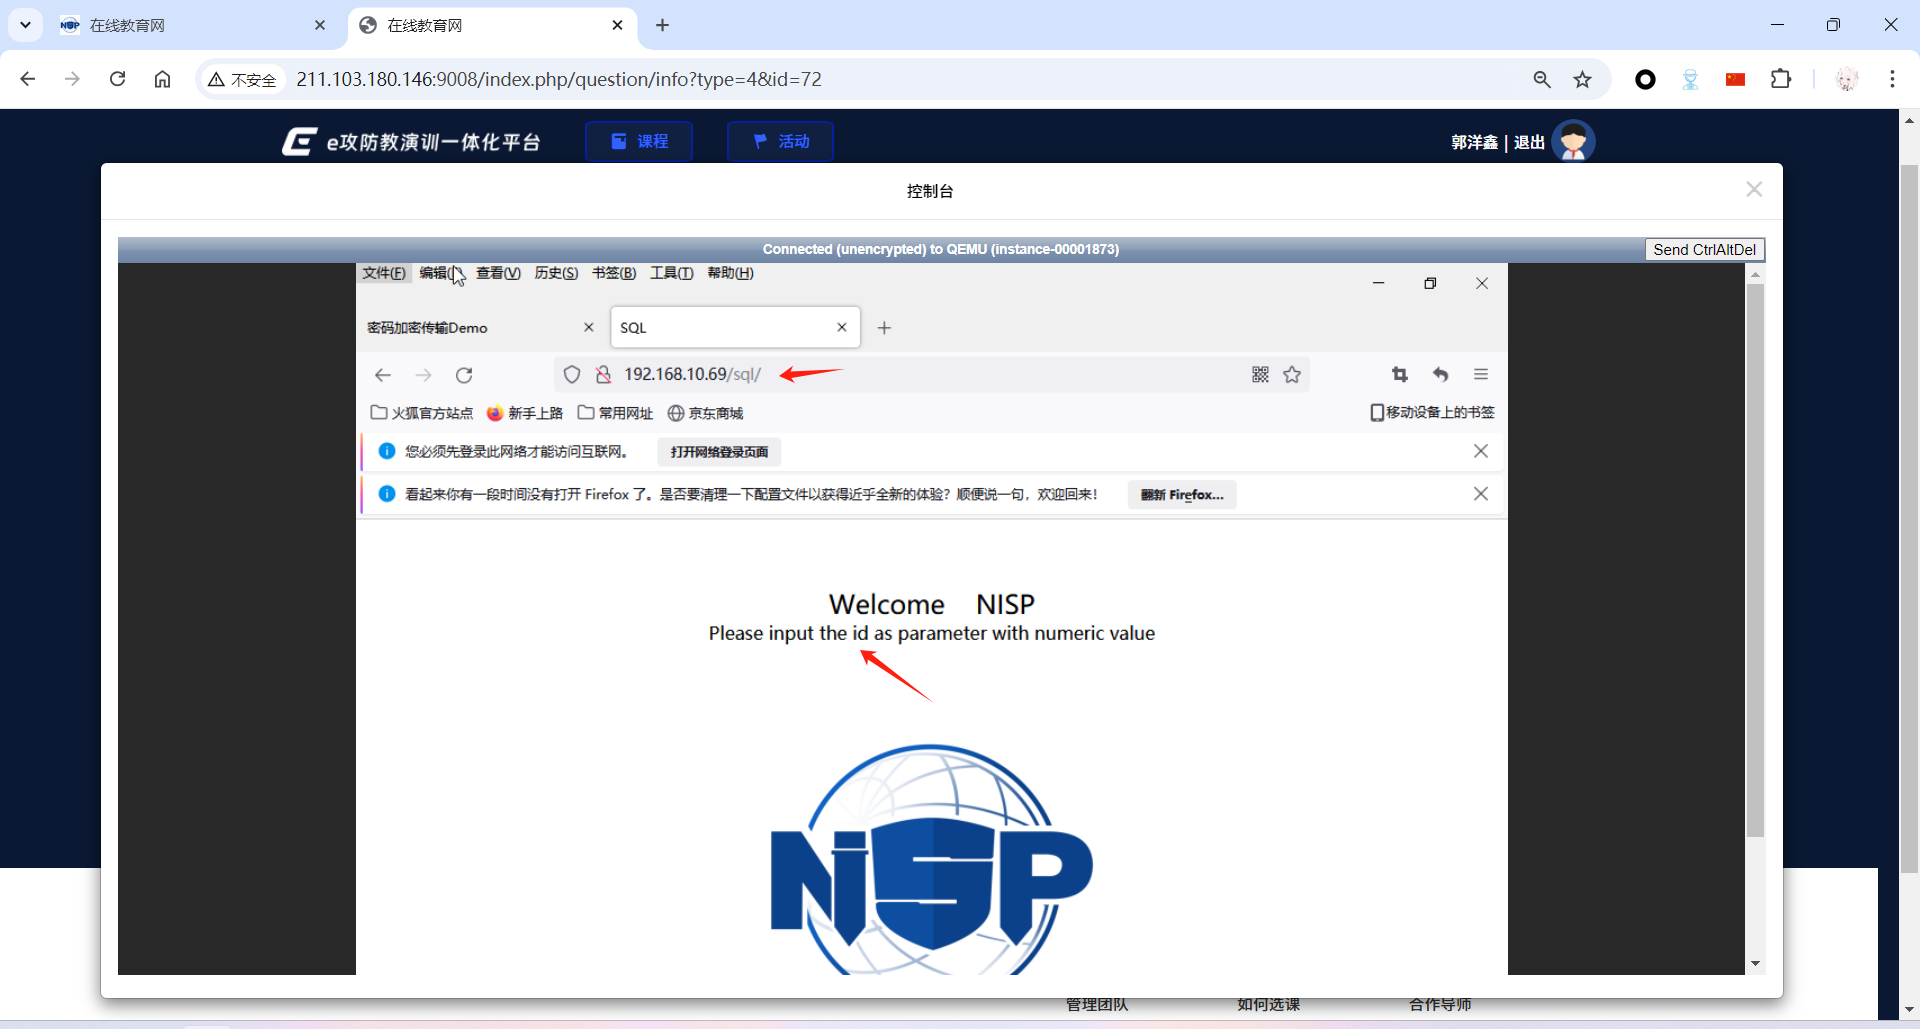 在线教育网
在线教育网
不安全 211.103.180.146:9008/index.php/question/info?type=4&id=72
e攻防教演训一体化平台 课程 活动 郭洋鑫 | 退出
控制台
Connected (unencrypted) to QEMU (instance-00001873) Send CtrlAltDel
文件(F) 编辑( 查看(V) 历史(S) 书签(B) 工具(T) 帮助(H)
密码加密传输Demo SQL
192.168.10.69/sql/
火狐官方站点 新手上路 常用网址 京东商城 移动设备上的书签
您必须先登录此网络才能访问互联网。 打开网络登录页面
看起来你有一段时间没有打开 Firefox 了。是否要清理一下配置文件以获得近乎全新的体验？顺便说一句，欢迎回来！ 翻新 Firefox...
Welcome NISP
Please input the id as parameter with numeric value
NISP
管理团队 如何选课 合作导师